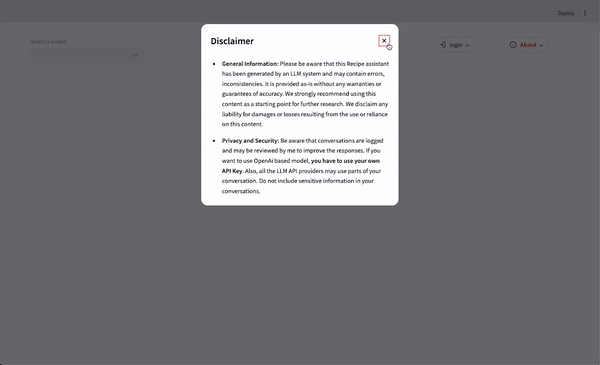 Deploy
Select a model
login
About
Disclaimer
General Information: Please be aware that this Recipe assistant
has been generated by an LLM system and may contain errors,
inconsistencies. It is provided as-is without any warranties or
guarantees of accuracy. We strongly recommend using this
content as a starting point for further research. We disclaim any
liability for damages or losses resulting from the use or reliance
on this content.
Privacy and Security: Be aware that conversations are logged
and may be reviewed by me to improve the responses. If you
want to use OpenAi based model, you have to use your own
API Key. Also, all the LLM API providers may use parts of your
conversation. Do not include sensitive information in your
conversations.